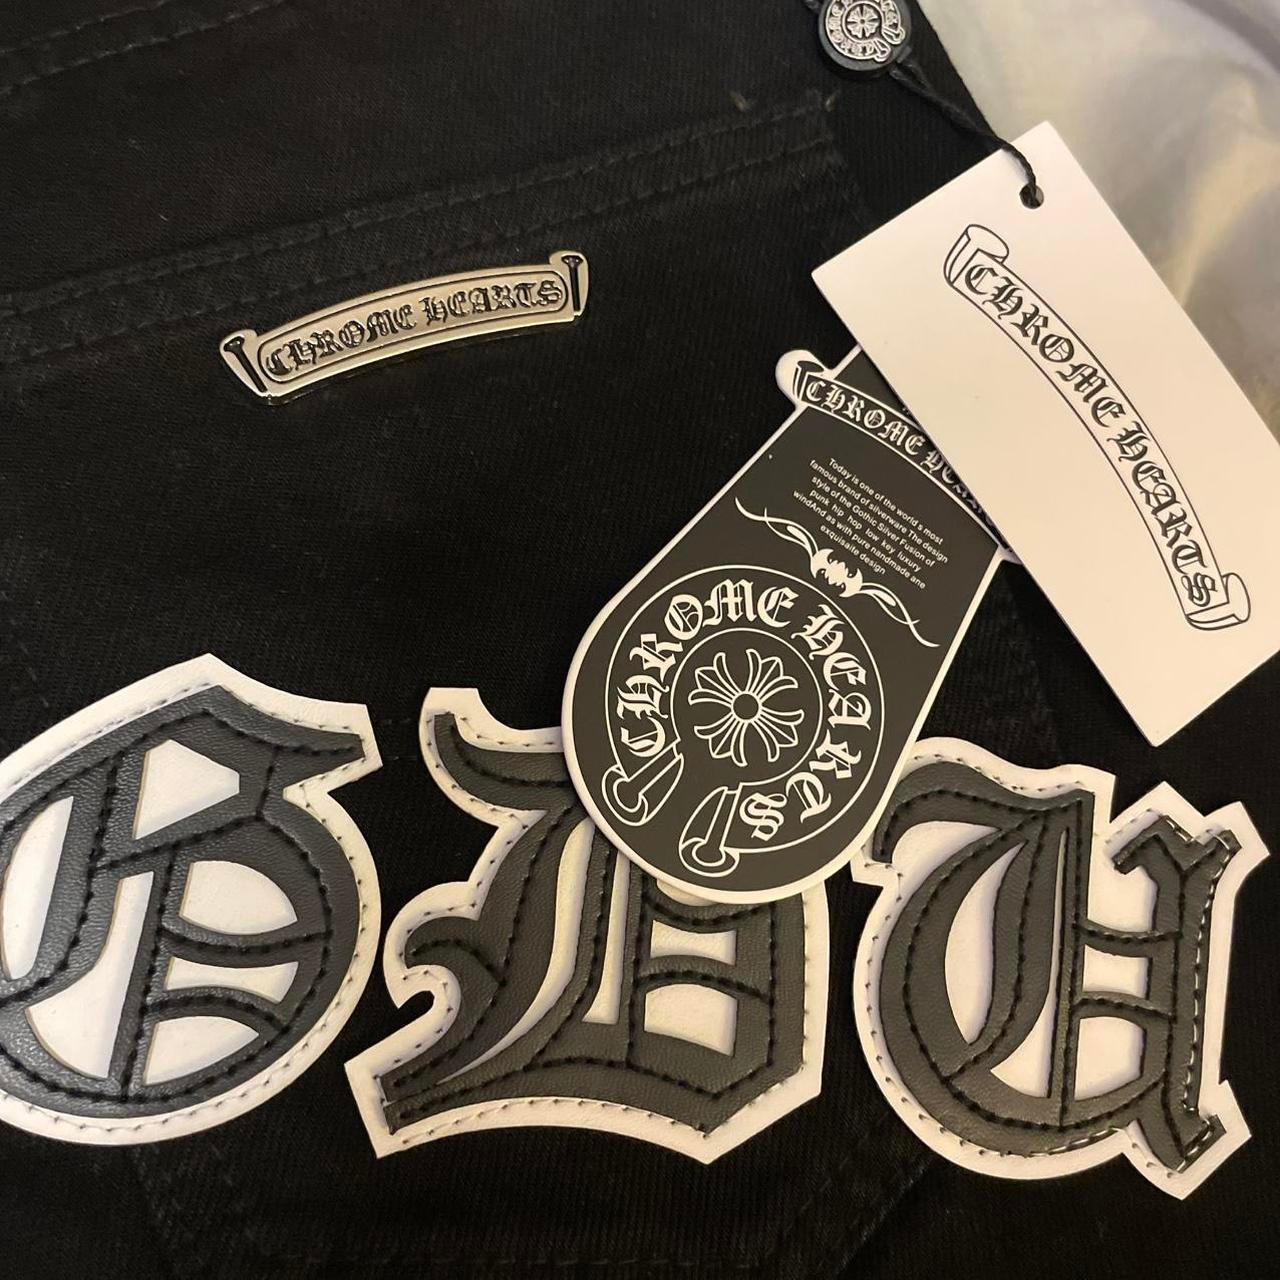 CHROME HEARTS
CHROME HEARTS
CHROME HEARTS
Today is one of the world's most
famous brand of silverware The design
style of the Gothic Silver Fusion of
punk hip hop low key luxury
windAnd as with pure nandmade ane
exquisaite design
CHROME HEARTS